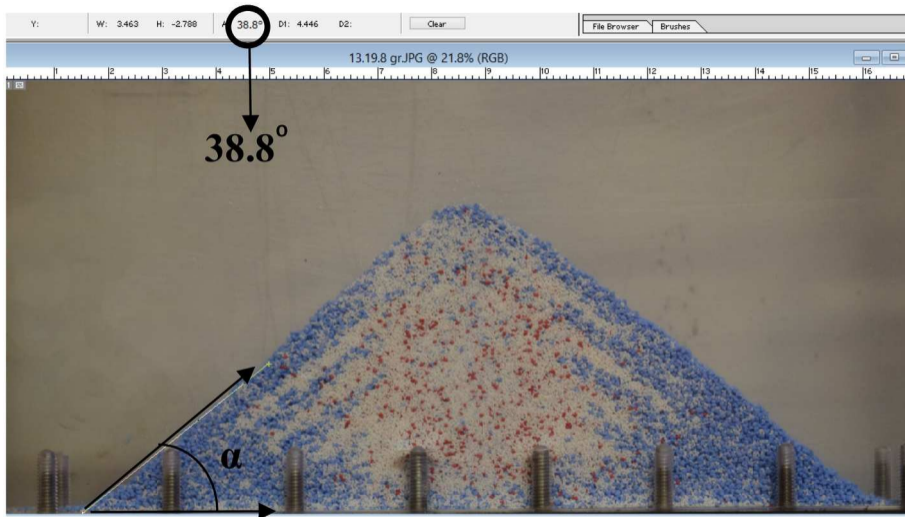 Y: W: 3.463 H: -2.788 A: 38.8° D1: 4.446 D2: Clear File Browser Brushes
13.19.8 gr.JPG @ 21.8% (RGB)
1 2 3 4 5 6 7 8 9 10 11 12 13 14 15 16
38.8°
α